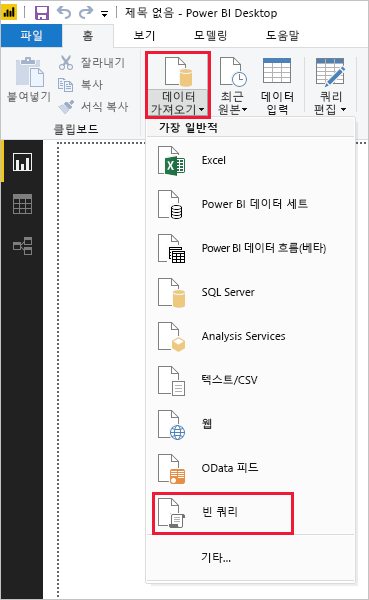 제목 없음 - Power BI Desktop
파일 홈 보기 모델링 도움말
붙여넣기
잘라내기
복사
서식 복사
클립보드
데이터
가져오기
최근
원본
데이터
입력
쿼리
편집
가장 일반적
Excel
Power BI 데이터 세트
Power BI 데이터 흐름(베타)
SQL Server
Analysis Services
텍스트/CSV
웹
OData 피드
빈 쿼리
기타...